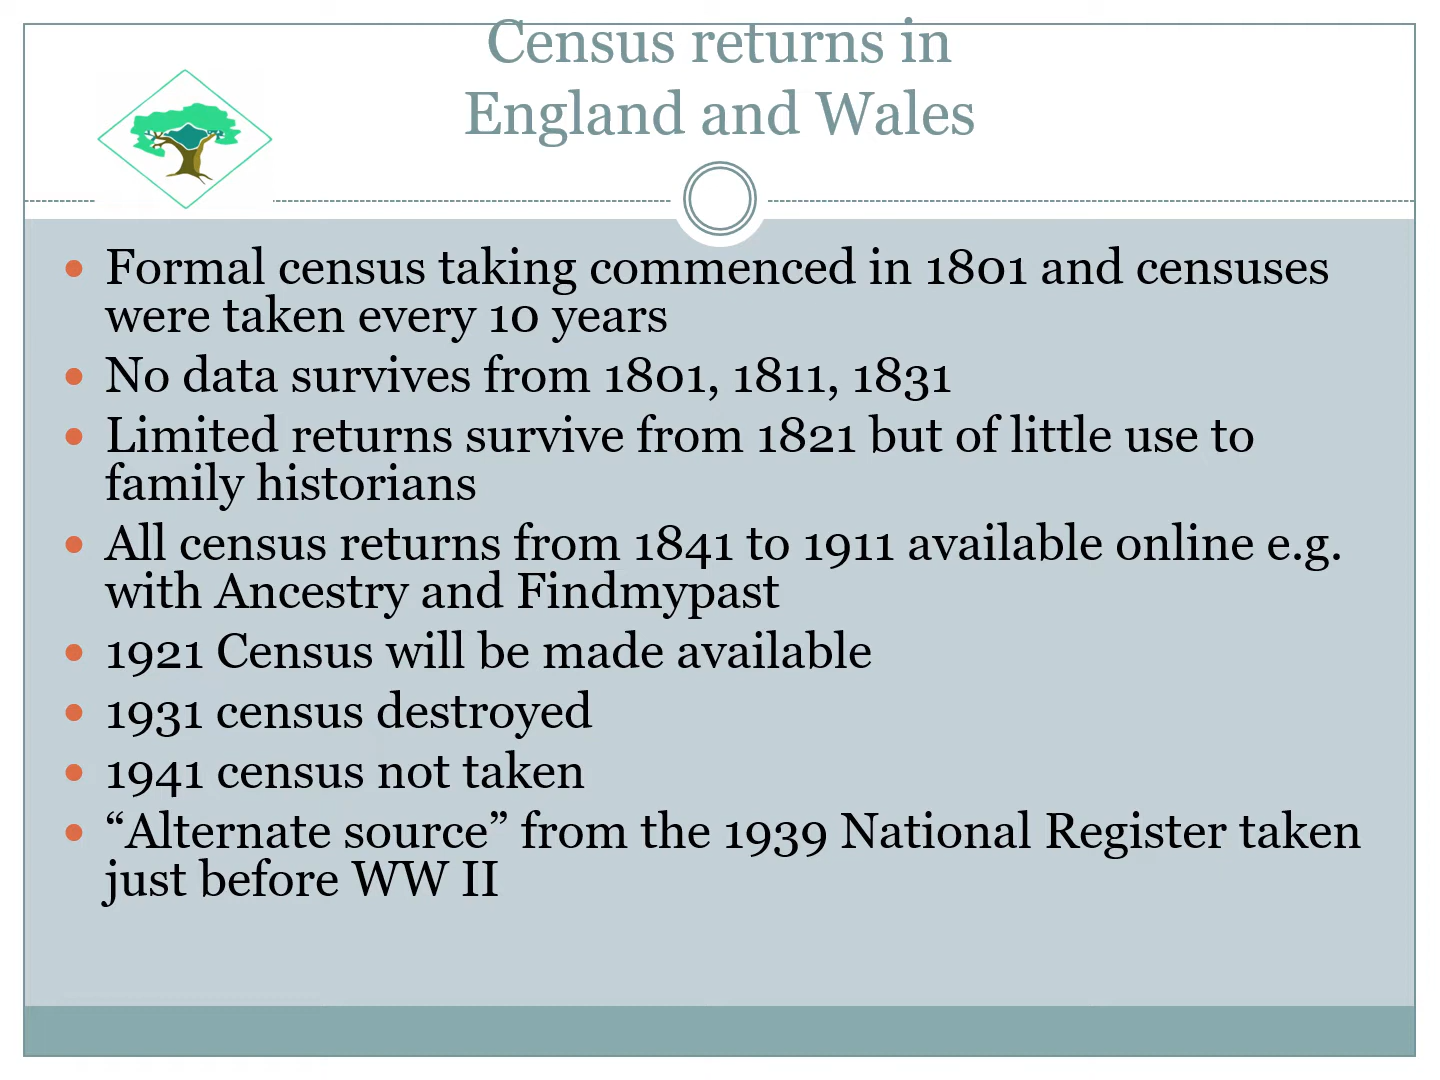 Census returns in
England and Wales
• Formal census taking commenced in 1801 and censuses
were taken every 10 years
• No data survives from 1801, 1811, 1831
• Limited returns survive from 1821 but of little use to
family historians
• All census returns from 1841 to 1911 available online e.g.
with Ancestry and Findmypast
• 1921 Census will be made available
• 1931 census destroyed
• 1941 census not taken
• “Alternate source” from the 1939 National Register taken
just before WW II